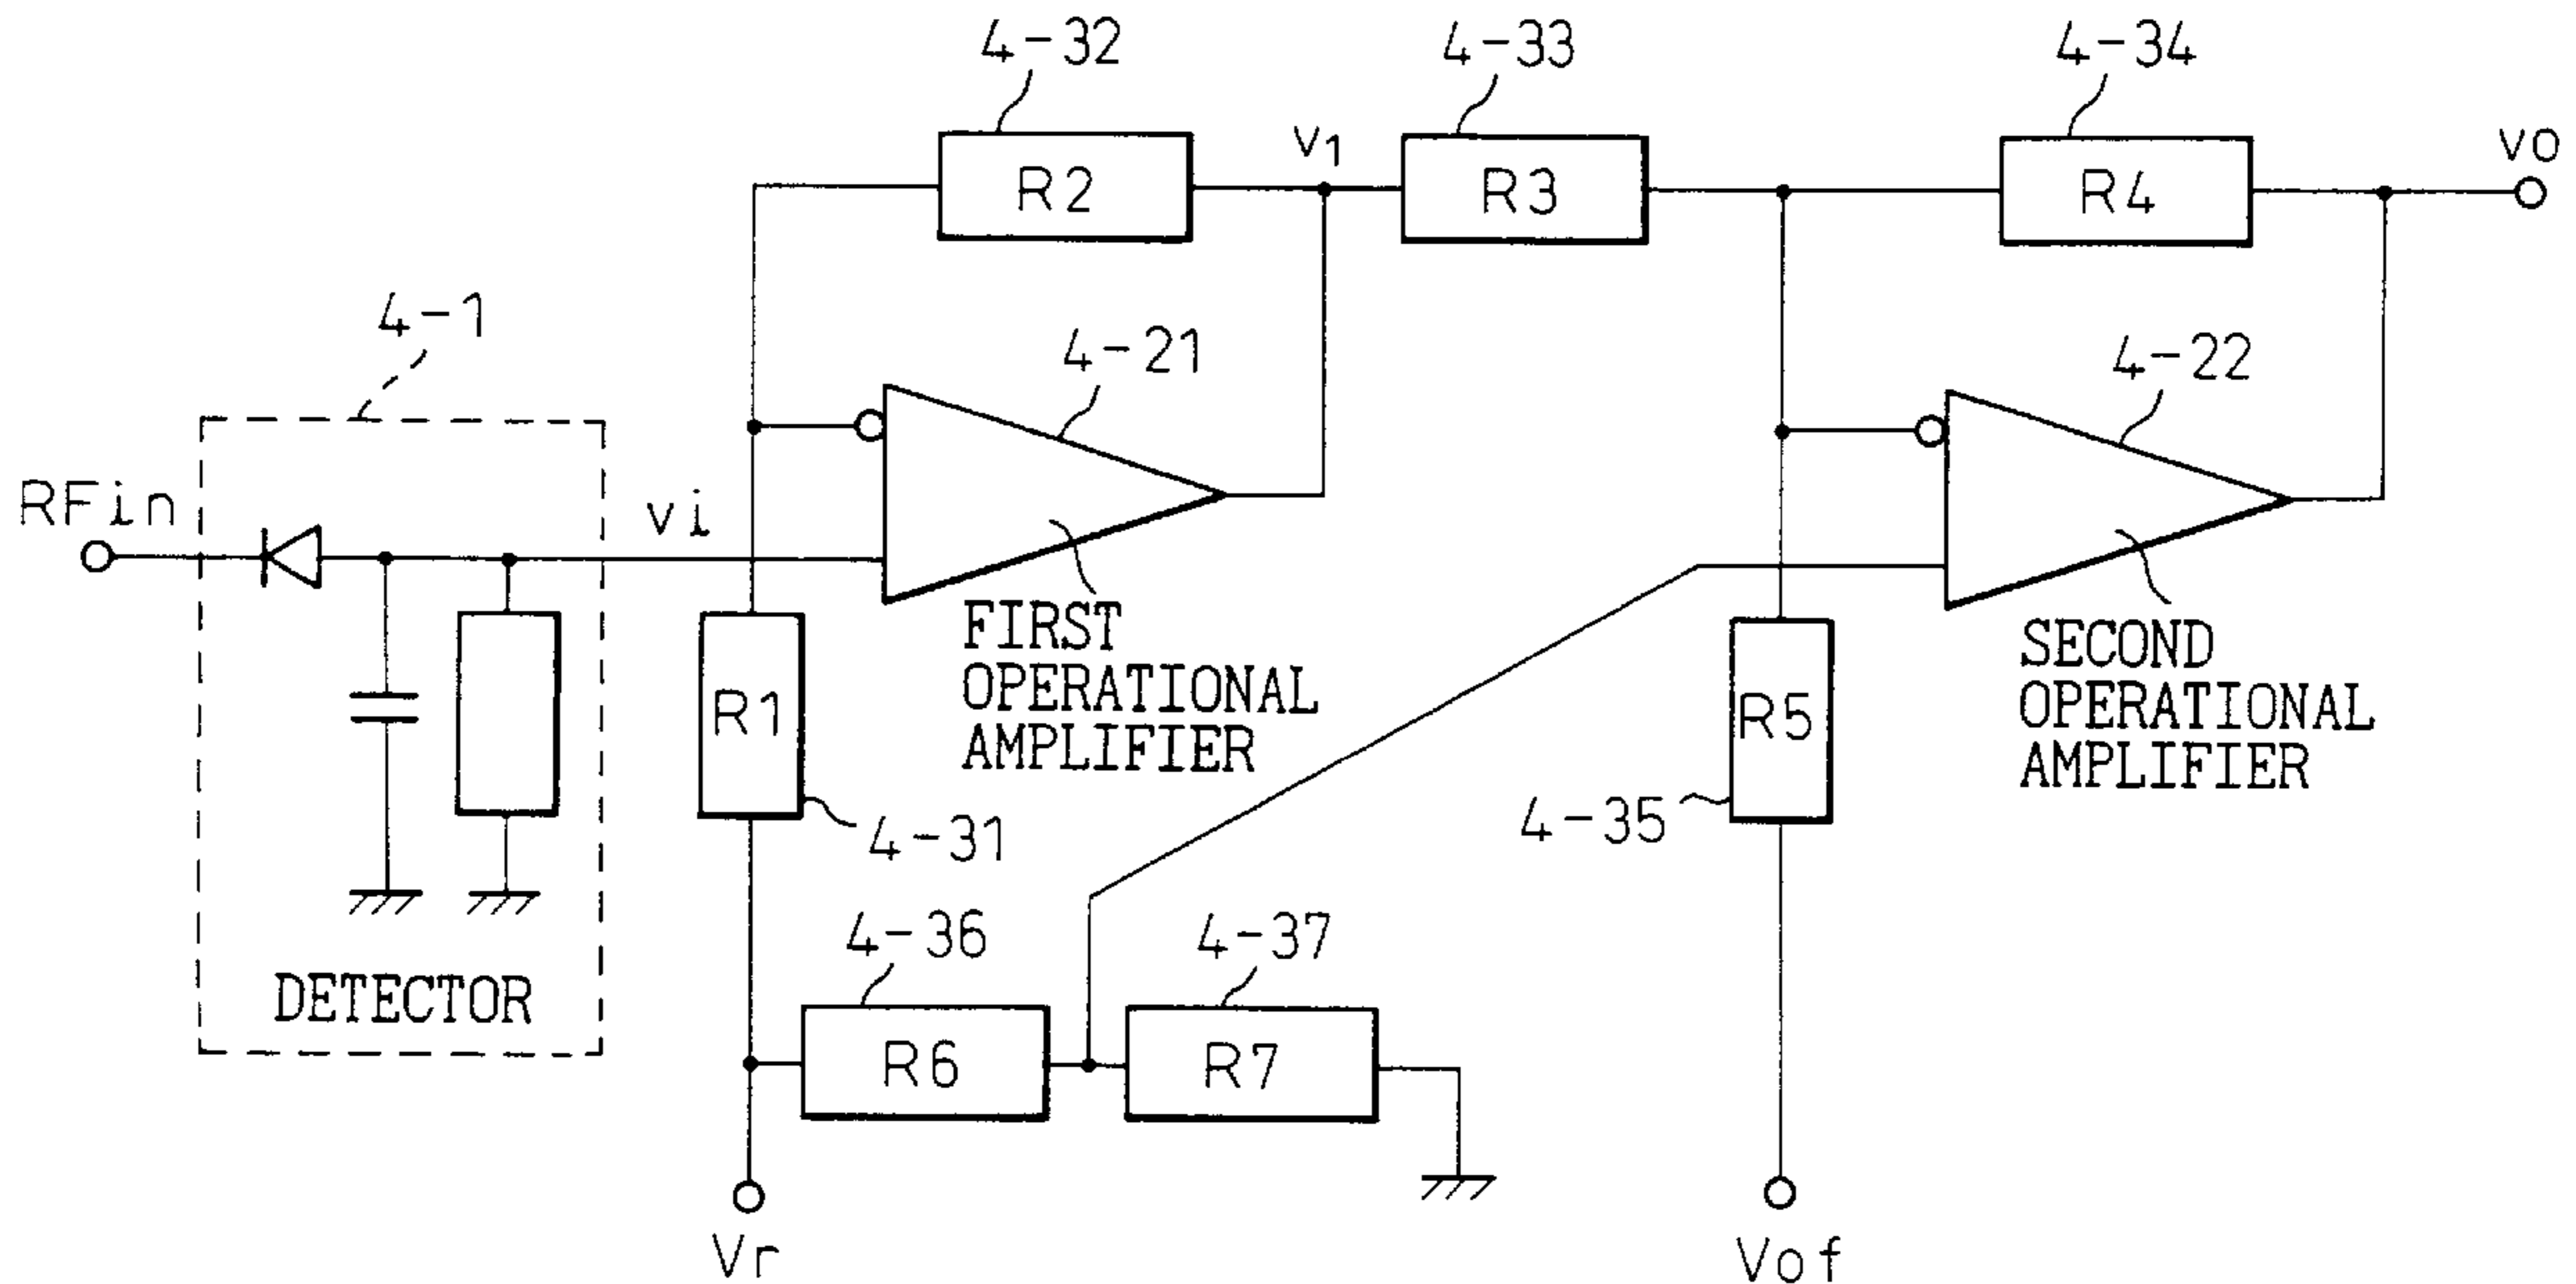 4-32
4-33
4-34
R2
v1
R3
R4
vo
4-1
4-21
4-22
RFin
vi
FIRST
OPERATIONAL
AMPLIFIER
SECOND
OPERATIONAL
AMPLIFIER
R1
R5
4-31
4-35
4-36
4-37
DETECTOR
R6
R7
Vr
Vof